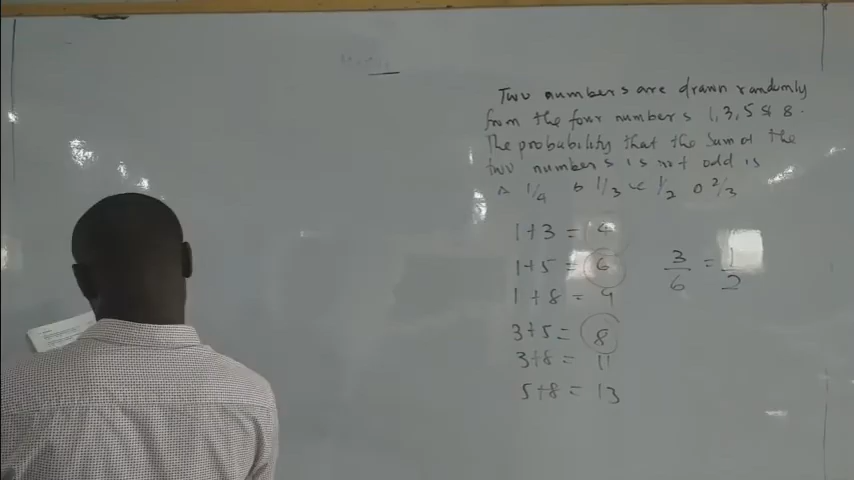 Two numbers are drawn randomly
from the four numbers 1, 3, 5 & 8.
The probability that the sum of the
two numbers is not odd is
A 1/4 B 1/3 C 1/2 D 2/3
1 + 3 = 4
1 + 5 = 6
1 + 8 = 9
3 + 5 = 8
3 + 8 = 11
5 + 8 = 13
3/6 = 1/2